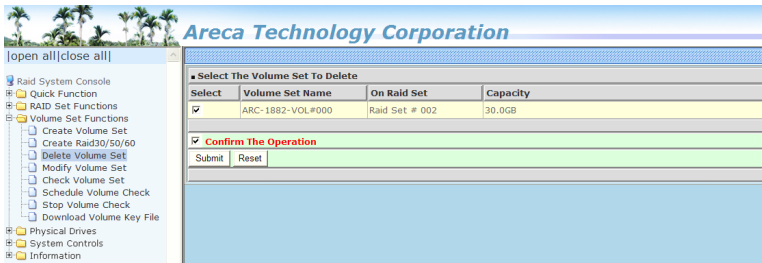 Areca Technology Corporation
|open all|close all|
Raid System Console
Quick Function
RAID Set Functions
Volume Set Functions
Create Volume Set
Create Raid30/50/60
Delete Volume Set
Modify Volume Set
Check Volume Set
Schedule Volume Check
Stop Volume Check
Download Volume Key File
Physical Drives
System Controls
Information
Select The Volume Set To Delete
Select Volume Set Name On Raid Set Capacity
ARC-1882-VOL#000 Raid Set # 002 30.0GB
Confirm The Operation
Submit Reset